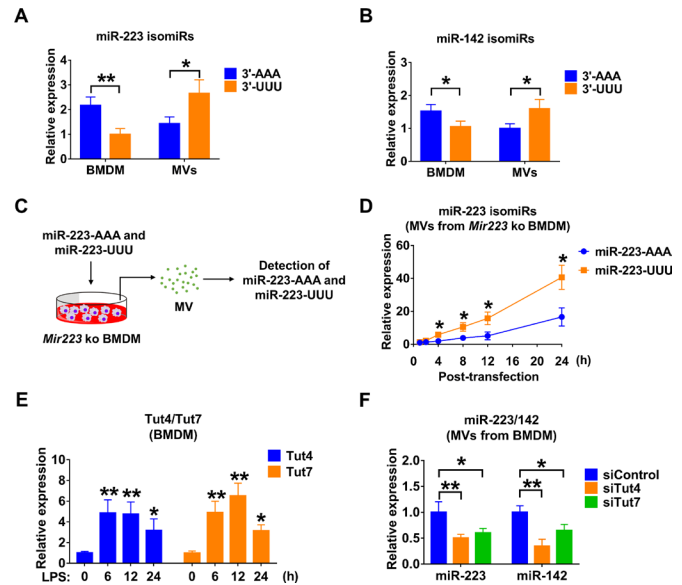 A
miR-223 isomiRs
Relative expression
4
3
2
1
0
**
*
3'-AAA
3'-UUU
BMDM
MVs
B
miR-142 isomiRs
Relative expression
3
2
1
0
*
*
3'-AAA
3'-UUU
BMDM
MVs
C
miR-223-AAA and
miR-223-UUU
Mir223 ko BMDM
MV
Detection of
miR-223-AAA and
miR-223-UUU
D
miR-223 isomiRs
(MVs from Mir223 ko BMDM)
Relative expression
60
40
20
0
*
*
*
*
miR-223-AAA
miR-223-UUU
0 4 8 12 24 (h)
Post-transfection
E
Tut4/Tut7
(BMDM)
Relative expression
10
8
6
4
2
0
** ** *
** ** *
Tut4
Tut7
LPS: 0 6 12 24 0 6 12 24 (h)
F
miR-223/142
(MVs from BMDM)
Relative expression
2.0
1.5
1.0
0.5
0.0
*
**
*
**
siControl
siTut4
siTut7
miR-223
miR-142